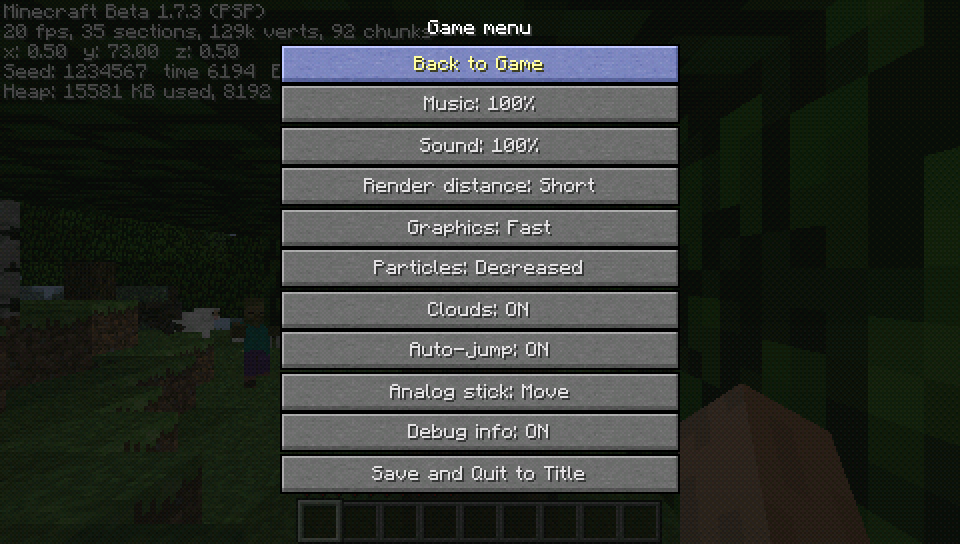 Minecraft Beta 1.7.3 (PSP)
20 fps, 35 sections, 129k verts, 92 chunks
Game menu
x: 0.50 y: 73.00 z: 0.50
Back to Game
Seed: 1234567 time 6194 E
Heap: 15581 KB used, 8192
Music: 100%
Sound: 100%
Render distance: Short
Graphics: Fast
Particles: Decreased
Clouds: ON
Auto-jump: ON
Analog stick: Move
Debug info: ON
Save and Quit to Title